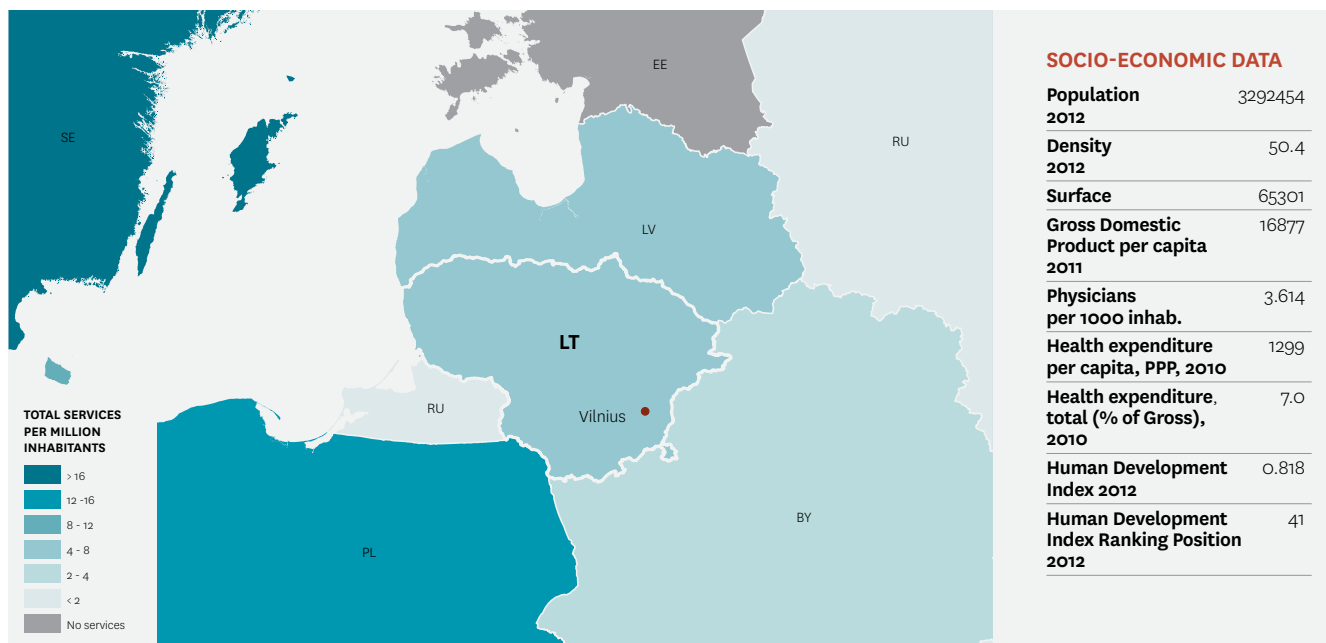 SE
EE
RU
LV
LT
Vilnius
RU
BY
PL
TOTAL SERVICES
PER MILLION
INHABITANTS
> 16
12 -16
8 - 12
4 - 8
2 - 4
< 2
No services
SOCIO-ECONOMIC DATA
Population 3292454
2012
Density 50.4
2012
Surface 65301
Gross Domestic 16877
Product per capita
2011
Physicians 3.614
per 1000 inhab.
Health expenditure 1299
per capita, PPP, 2010
Health expenditure, 7.0
total (% of Gross),
2010
Human Development 0.818
Index 2012
Human Development 41
Index Ranking Position
2012